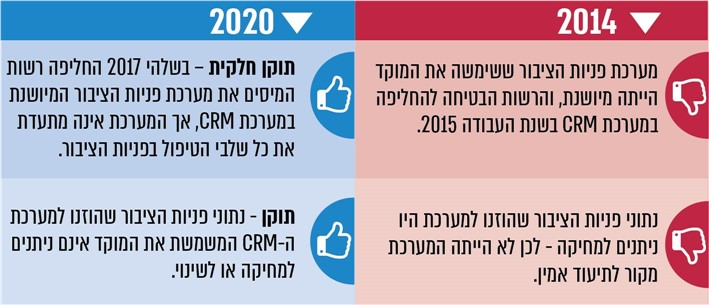 2014
מערכת פניות הציבור ששימשה את המוקד
הייתה מיושנת, והרשות הבטיחה להחליפה
במערכת CRM בשנת העבודה 2015.
נתוני פניות הציבור שהוזנו למערכת היו
ניתנים למחיקה - לכן לא הייתה המערכת
מקור לתיעוד אמין.
2020
תוקן חלקית – בשלהי 2017 החליפה רשות
המיסים את מערכת פניות הציבור המיושנת
במערכת CRM, אך המערכת אינה מתעדת
את כל שלבי הטיפול בפניות הציבור.
תוקן - נתוני פניות הציבור שהוזנו למערכת
ה-CRM המשמשת את המוקד אינם ניתנים
למחיקה או לשינוי.